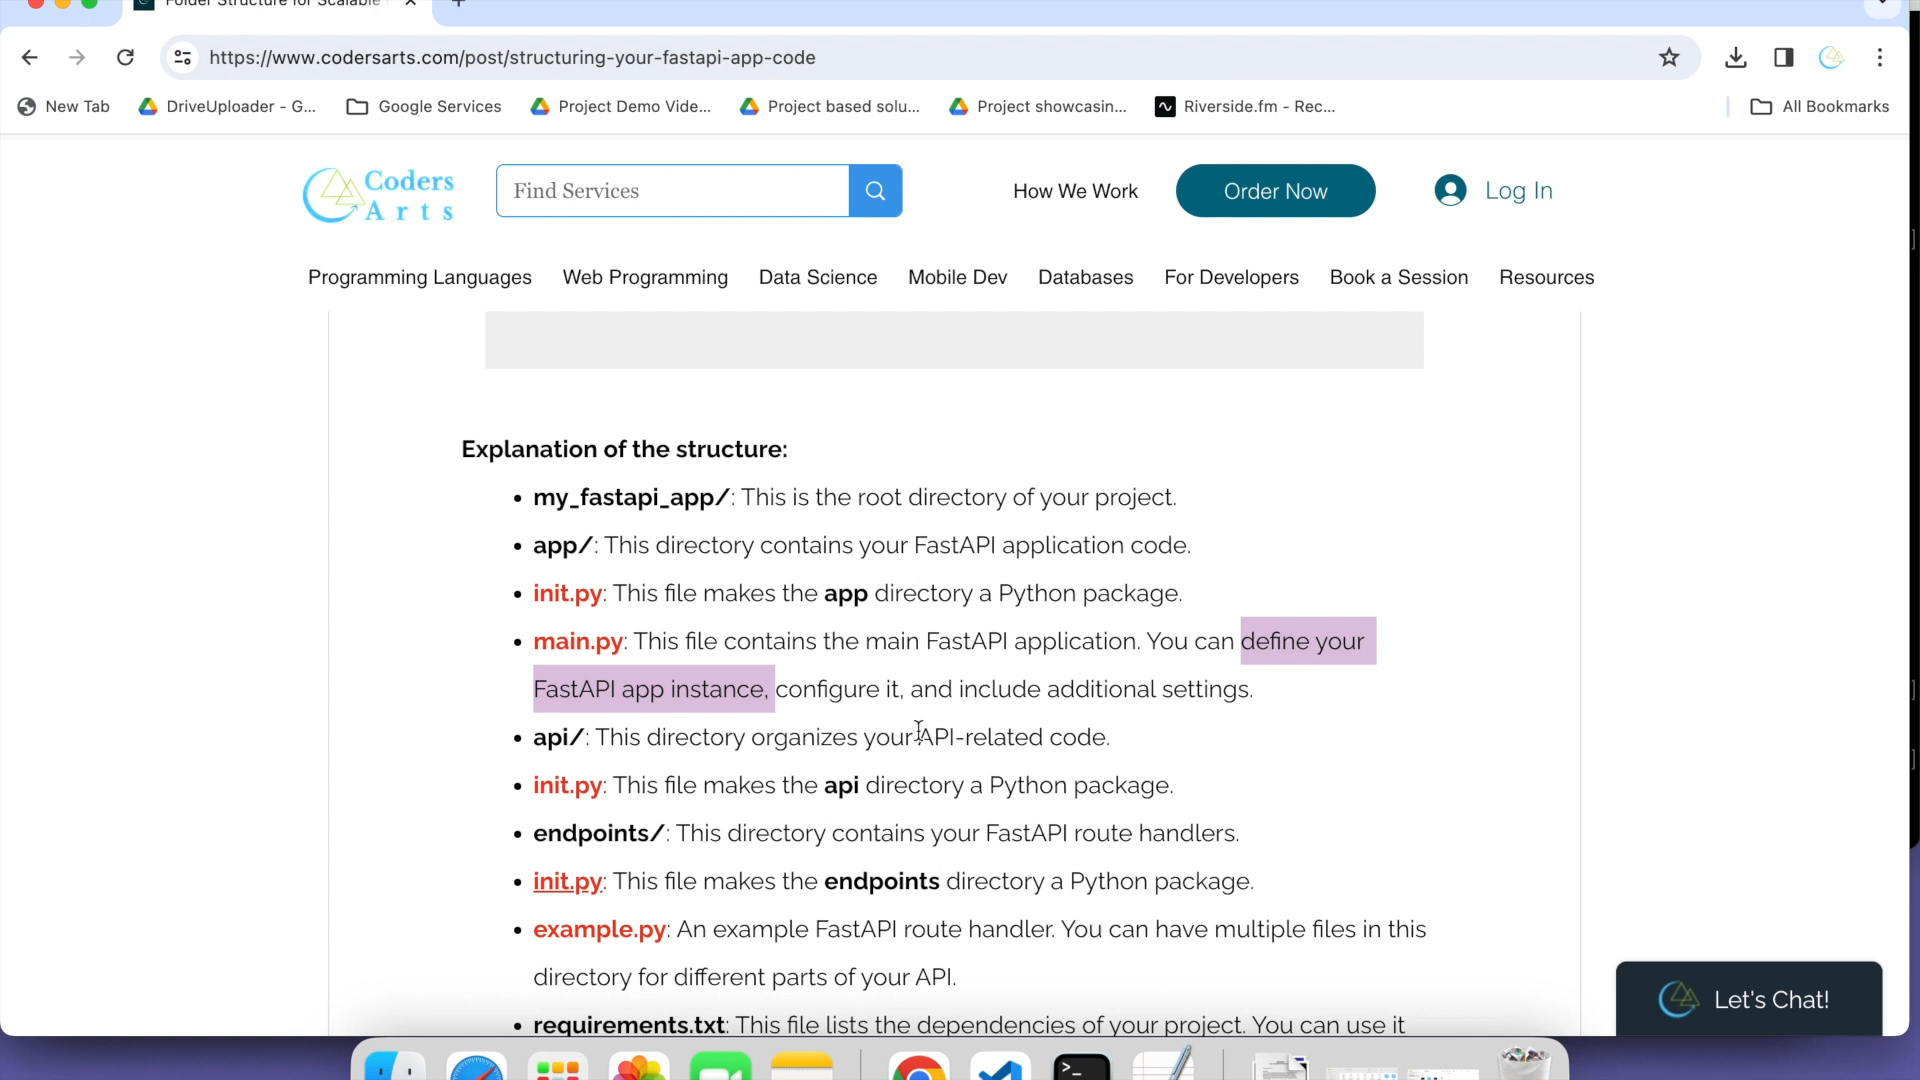 Folder Structure for Scalable
https://www.codersarts.com/post/structuring-your-fastapi-app-code
New Tab
DriveUploader - G...
Google Services
Project Demo Vide...
Project based solu...
Project showcasin...
Riverside.fm - Rec...
All Bookmarks
Coders
Arts
Find Services
How We Work
Order Now
Log In
Programming Languages
Web Programming
Data Science
Mobile Dev
Databases
For Developers
Book a Session
Resources
Explanation of the structure:
• my_fastapi_app/: This is the root directory of your project.
• app/: This directory contains your FastAPI application code.
• init.py: This file makes the app directory a Python package.
• main.py: This file contains the main FastAPI application. You can define your
FastAPI app instance, configure it, and include additional settings.
• api/: This directory organizes your API-related code.
• init.py: This file makes the api directory a Python package.
• endpoints/: This directory contains your FastAPI route handlers.
• init.py: This file makes the endpoints directory a Python package.
• example.py: An example FastAPI route handler. You can have multiple files in this
directory for different parts of your API.
• requirements.txt: This file lists the dependencies of your project. You can use it
Let's Chat!